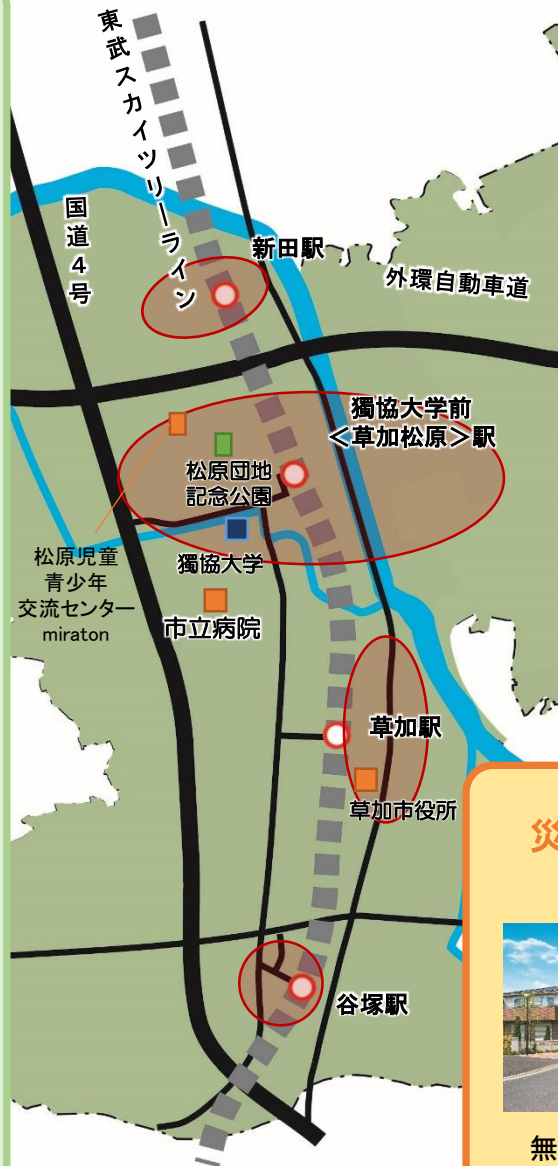 東武スカイツリーライン
国道4号
新田駅
外環自動車道
獨協大学前
<草加松原>駅
松原団地
記念公園
獨協大学
松原児童
青少年
交流センター
miraton
市立病院
草加駅
草加市役所
谷塚駅
災
無